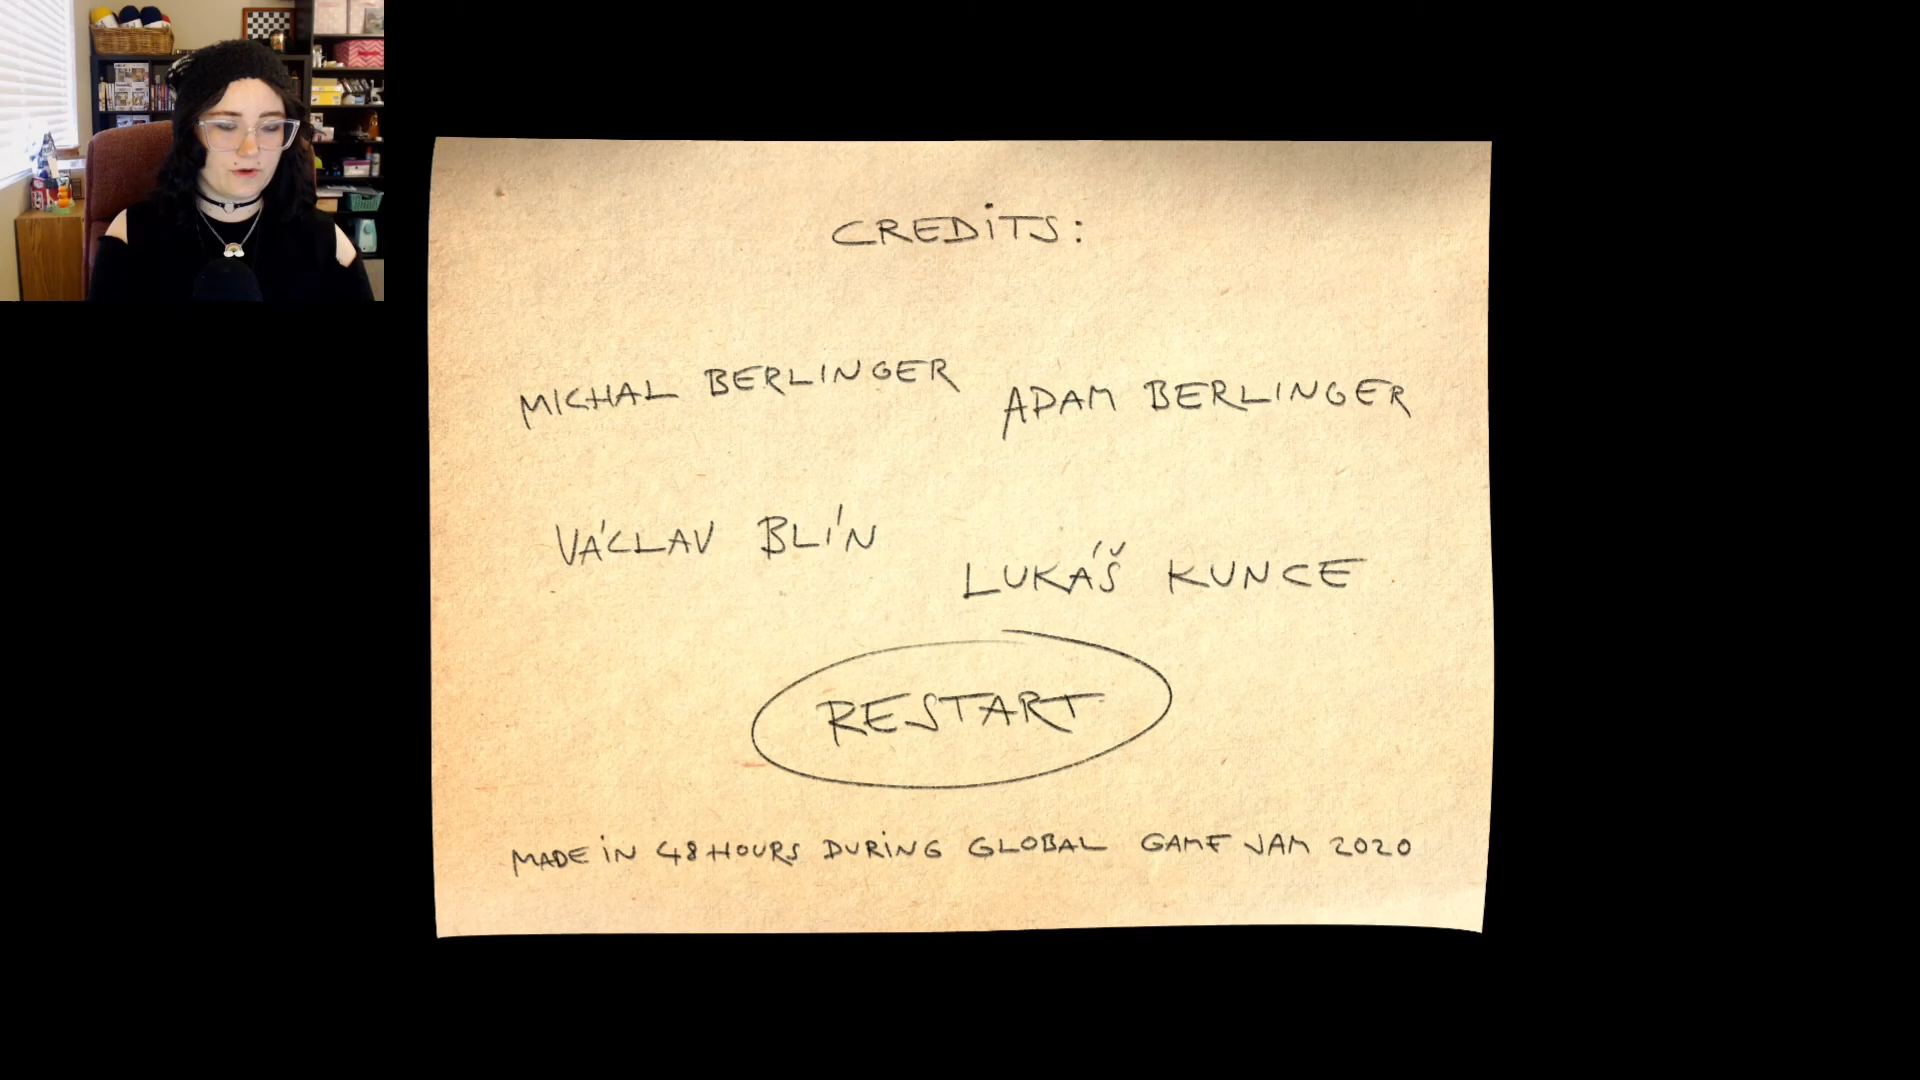 CREDITS:
MICHAL BERLINGER
ADAM BERLINGER
VÁCLAV BLÍN
LUKÁŠ KUNCE
RESTART
MADE IN 48 HOURS DURING GLOBAL GAME JAM 2020